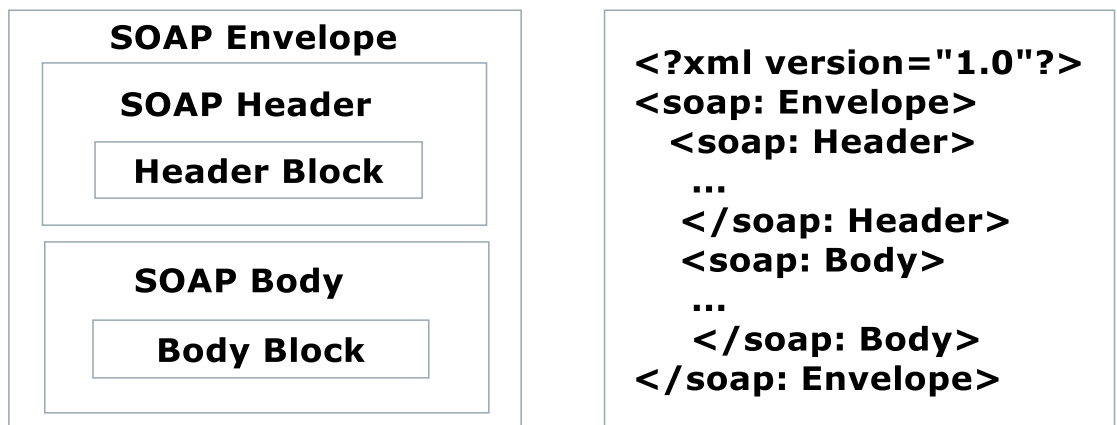 SOAP Envelope
SOAP Header
Header Block
SOAP Body
Body Block
<?xml version="1.0"?>
<soap: Envelope>
<soap: Header>
...
</soap: Header>
<soap: Body>
...
</soap: Body>
</soap: Envelope>